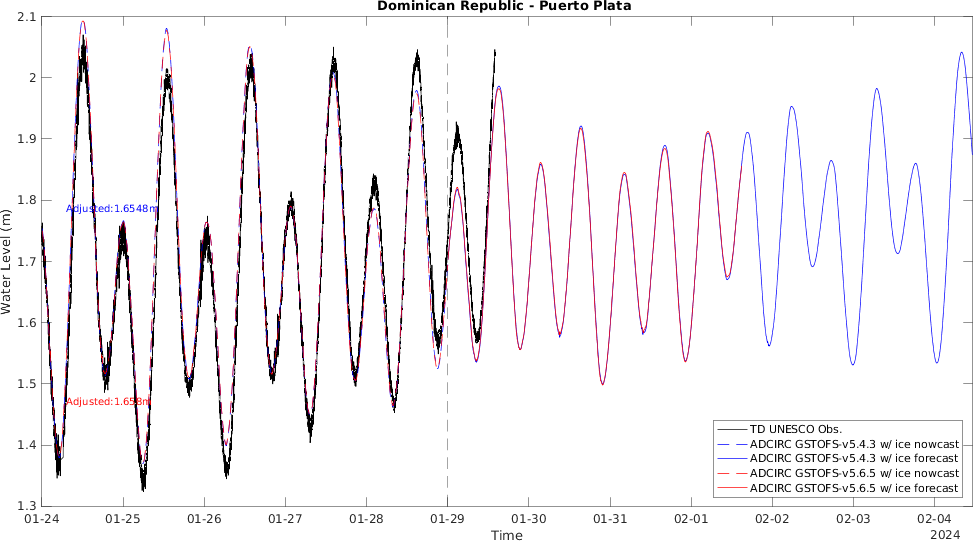 Dominican Republic - Puerto Plata
2.1
2
1.9
1.8
1.7
1.6
1.5
1.4
1.3
Water Level (m)
Adjusted:1.6548m
Adjusted:1.658m
TD UNESCO Obs.
ADCIRC GSTOFS-v5.4.3 w/ ice nowcast
ADCIRC GSTOFS-v5.4.3 w/ ice forecast
ADCIRC GSTOFS-v5.6.5 w/ ice nowcast
ADCIRC GSTOFS-v5.6.5 w/ ice forecast
01-24 01-25 01-26 01-27 01-28 01-29 01-30 01-31 02-01 02-02 02-03 02-04
Time
2024